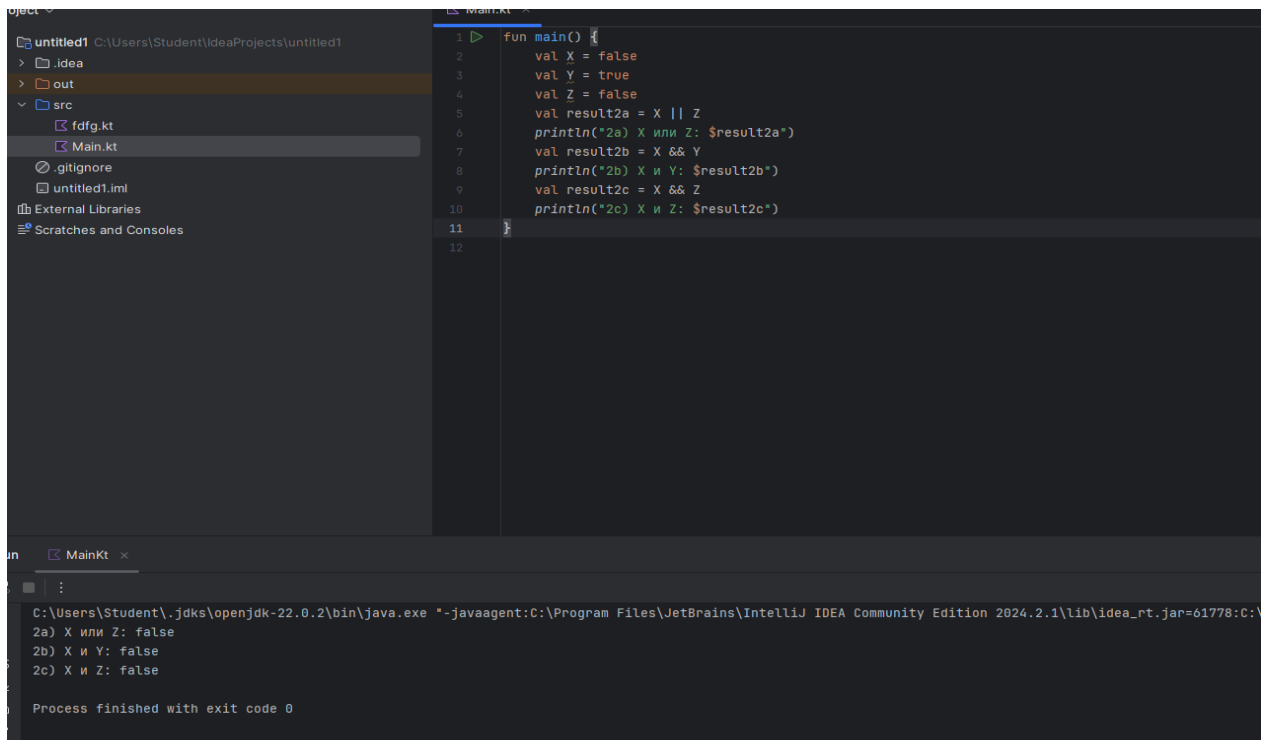 oject
untitled1 C:\Users\Student\IdeaProjects\untitled1
.idea
out
src
fdfg.kt
Main.kt
.gitignore
untitled1.iml
External Libraries
Scratches and Consoles
Main.kt
1 fun main() {
2 val X = false
3 val Y = true
4 val Z = false
5 val result2a = X || Z
6 println("2a) X или Z: $result2a")
7 val result2b = X && Y
8 println("2b) X и Y: $result2b")
9 val result2c = X && Z
10 println("2c) X и Z: $result2c")
11 }
12
un MainKt
C:\Users\Student\.jdks\openjdk-22.0.2\bin\java.exe "-javaagent:C:\Program Files\JetBrains\IntelliJ IDEA Community Edition 2024.2.1\lib\idea_rt.jar=61778:C:\
2a) X или Z: false
2b) X и Y: false
2c) X и Z: false
Process finished with exit code 0